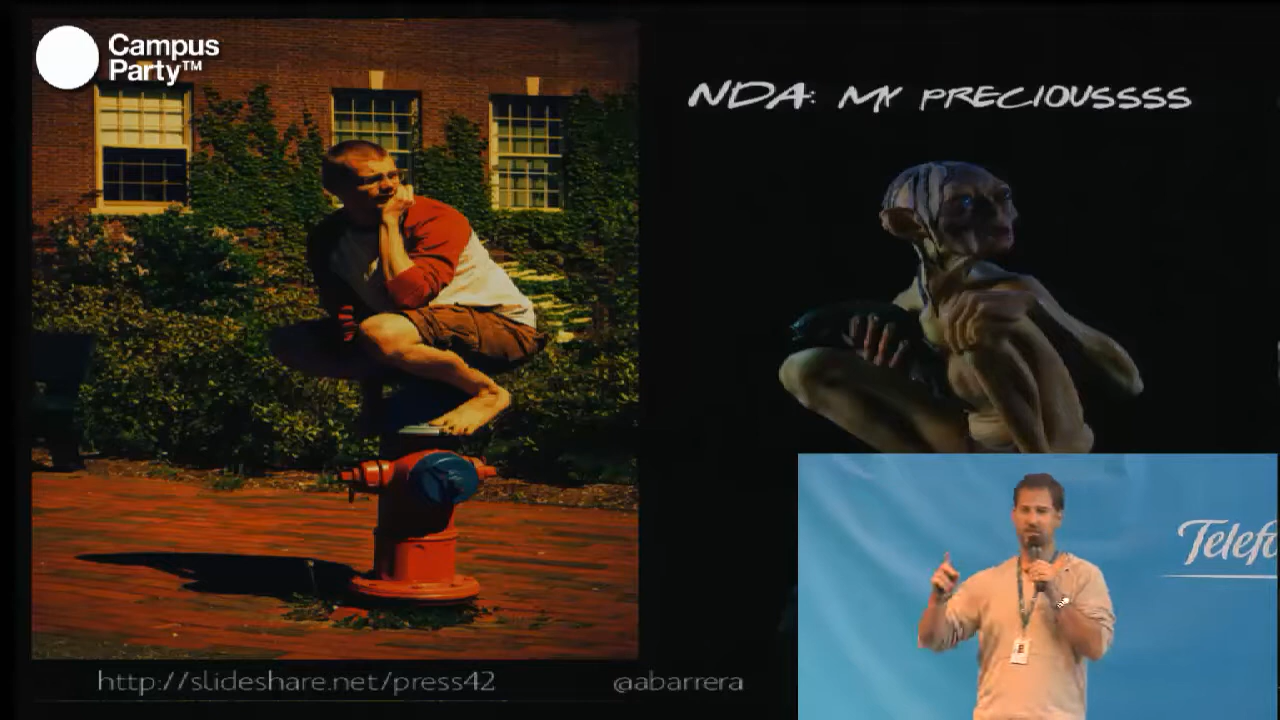 Campus
Party™
NDA: MY PRECIOUSSSS
http://slideshare.net/press42
@abarrera
Telef